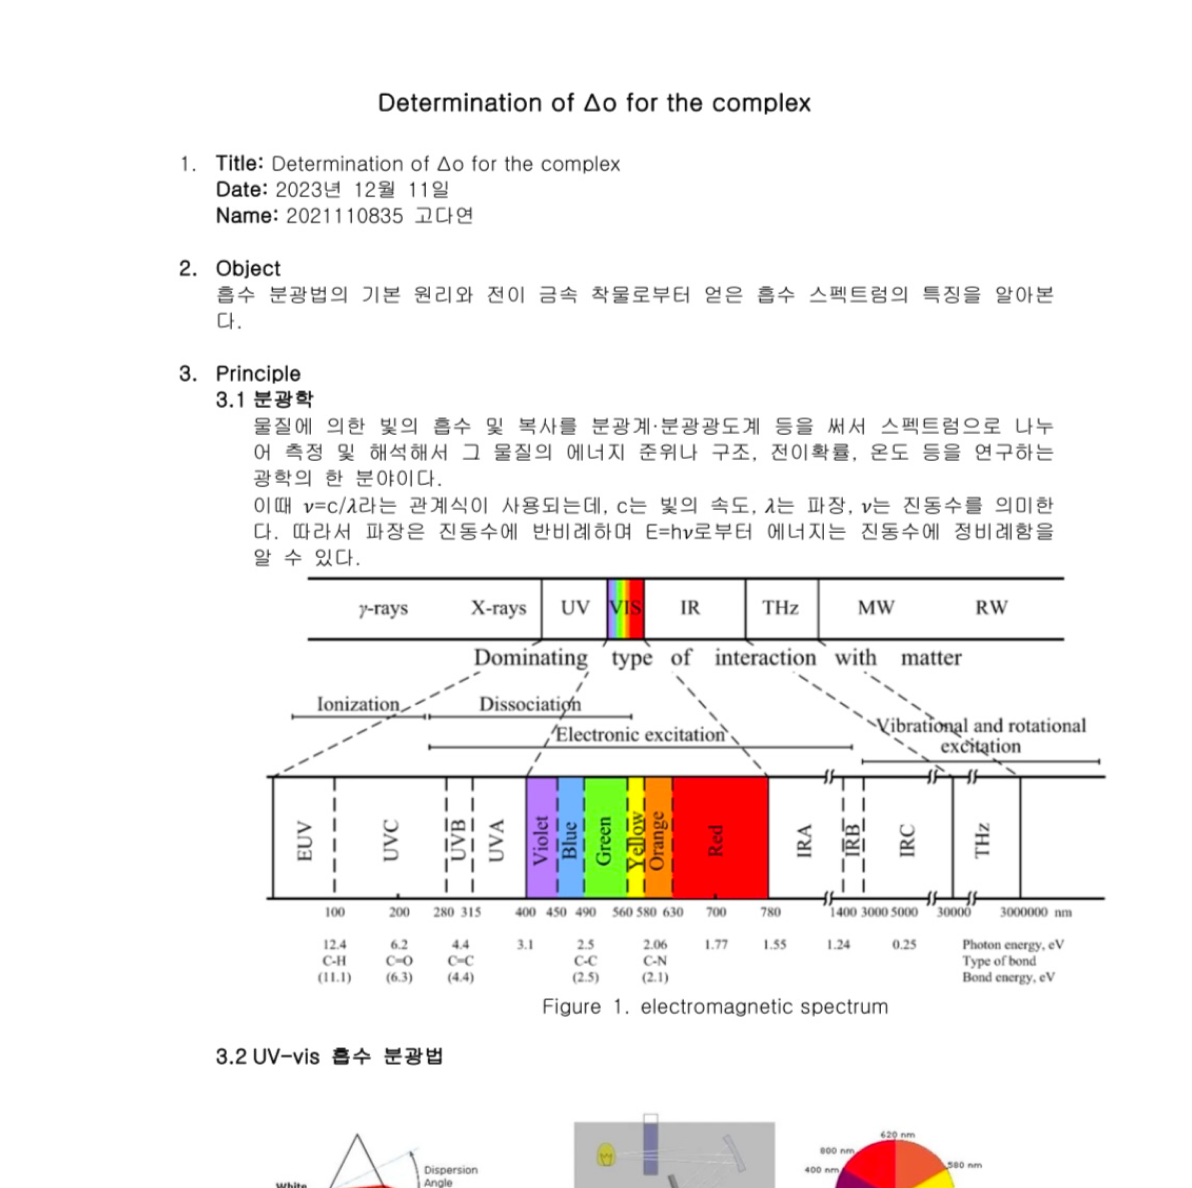 Determination of Δo for the complex
1. Title: Determination of Δo for the complex
Date: 2023년 12월 11일
Name: 2021110835 고다연
2. Object
흡수 분광법의 기본 원리와 전이 금속 착물로부터 얻은 흡수 스펙트럼의 특징을 알아본
다.
3. Principle
3.1 분광학
물질에 의한 빛의 흡수 및 복사를 분광계·분광광도계 등을 써서 스펙트럼으로 나누
어 측정 및 해석해서 그 물질의 에너지 준위나 구조, 전이확률, 온도 등을 연구하는
광학의 한 분야이다.
이때 ν=c/λ라는 관계식이 사용되는데, c는 빛의 속도, λ는 파장, ν는 진동수를 의미한
다. 따라서 파장은 진동수에 반비례하며 E=hν로부터 에너지는 진동수에 정비례함을
알 수 있다.
γ-rays X-rays UV VIS IR THz MW RW
Dominating type of interaction with matter
Ionization Dissociation
Electronic excitation
Vibrational and rotational
excitation
EUV UVC UVB UVA Violet Blue Green Yellow Orange Red IRA IRB IRC THz
100 200 280 315 400 450 490 560 580 630 700 780 1400 3000 5000 30000 3000000 nm
12.4 6.2 4.4 3.1 2.5 2.06 1.77 1.55 1.24 0.25 Photon energy, eV
C-H C=O C=C C-C C-N Type of bond
(11.1) (6.3) (4.4) (2.5) (2.1) Bond energy, eV
Figure 1. electromagnetic spectrum
3.2 UV-vis 흡수 분광법
620 nm
800 nm
580 nm
400 nm
Dispersion
Angle
White